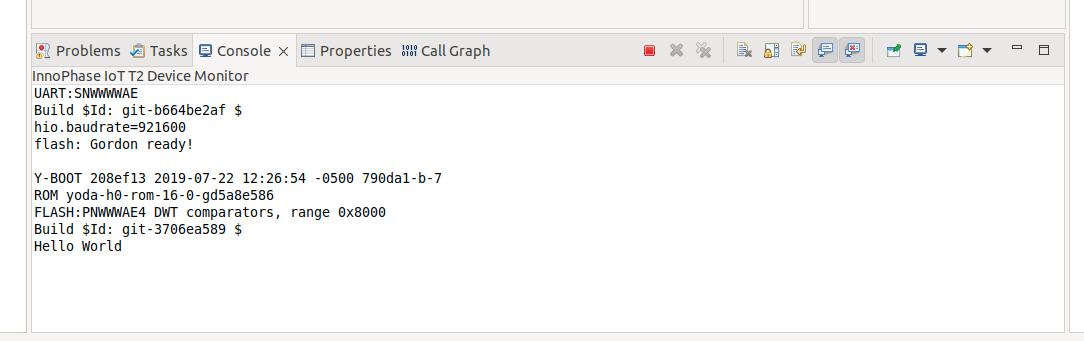 Problems Tasks Console Properties Call Graph
InnoPhase IoT T2 Device Monitor
UART:SNWWWWAE
Build $Id: git-b664be2af $
hio.baudrate=921600
flash: Gordon ready!
Y-BOOT 208ef13 2019-07-22 12:26:54 -0500 790da1-b-7
ROM yoda-h0-rom-16-0-gd5a8e586
FLASH:PNWWWAE4 DWT comparators, range 0x8000
Build $Id: git-3706ea589 $
Hello World